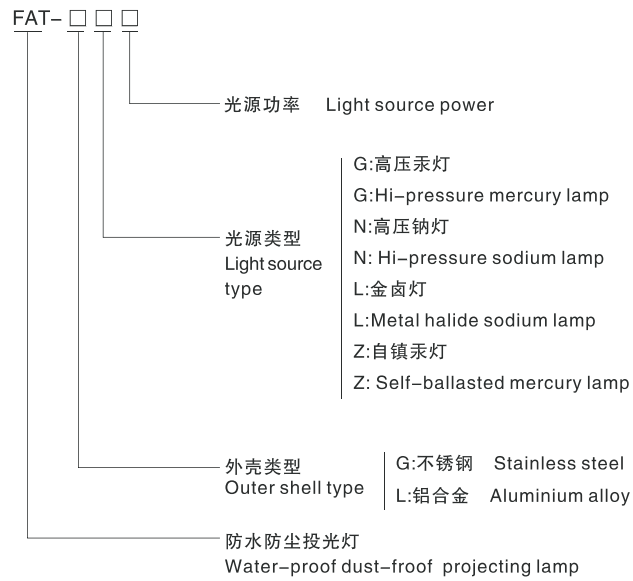 FAT-□ □ □
光源功率 Light source power
G:高压汞灯
G:Hi-pressure mercury lamp
N:高压钠灯
N: Hi-pressure sodium lamp
L:金卤灯
L:Metal halide sodium lamp
Z:自镇汞灯
Z: Self-ballasted mercury lamp
光源类型
Light source
type
外壳类型
Outer shell type
G:不锈钢 Stainless steel
L:铝合金 Aluminium alloy
防水防尘投光灯
Water-proof dust-froof projecting lamp